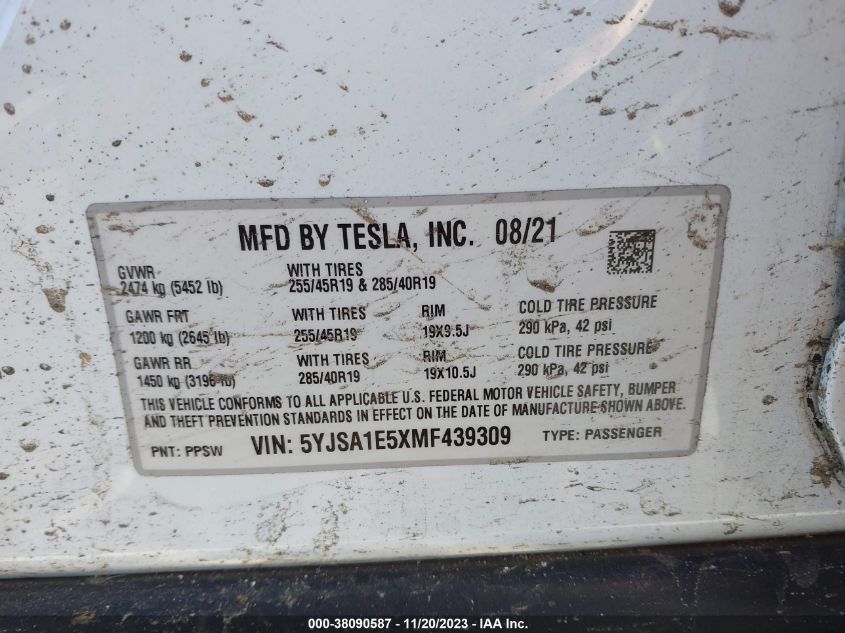 MFD BY TESLA, INC. 08/21
GVWR WITH TIRES
2474 kg (5452 lb) 255/45R19 & 285/40R19
GAWR FRT WITH TIRES RIM COLD TIRE PRESSURE
1200 kg (2645 lb) 255/45R19 19X9.5J 290 kPa, 42 psi
GAWR RR WITH TIRES RIM COLD TIRE PRESSURE
1450 kg (3196 lb) 285/40R19 19X10.5J 290 kPa, 42 psi
THIS VEHICLE CONFORMS TO ALL APPLICABLE U.S. FEDERAL MOTOR VEHICLE SAFETY, BUMPER
AND THEFT PREVENTION STANDARDS IN EFFECT ON THE DATE OF MANUFACTURE SHOWN ABOVE.
PNT: PPSW VIN: 5YJSA1E5XMF439309 TYPE: PASSENGER
000-38090587 - 11/20/2023 - Copyright © IAA, Inc.